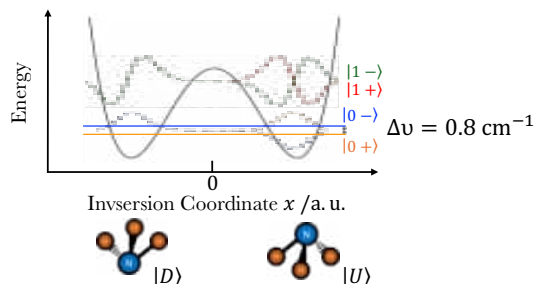 Energy
|1 −⟩
|1 +⟩
|0 −⟩
|0 +⟩
Δυ = 0.8 cm⁻¹
0
Invsersion Coordinate x /a. u.
N
|D⟩
N
|U⟩